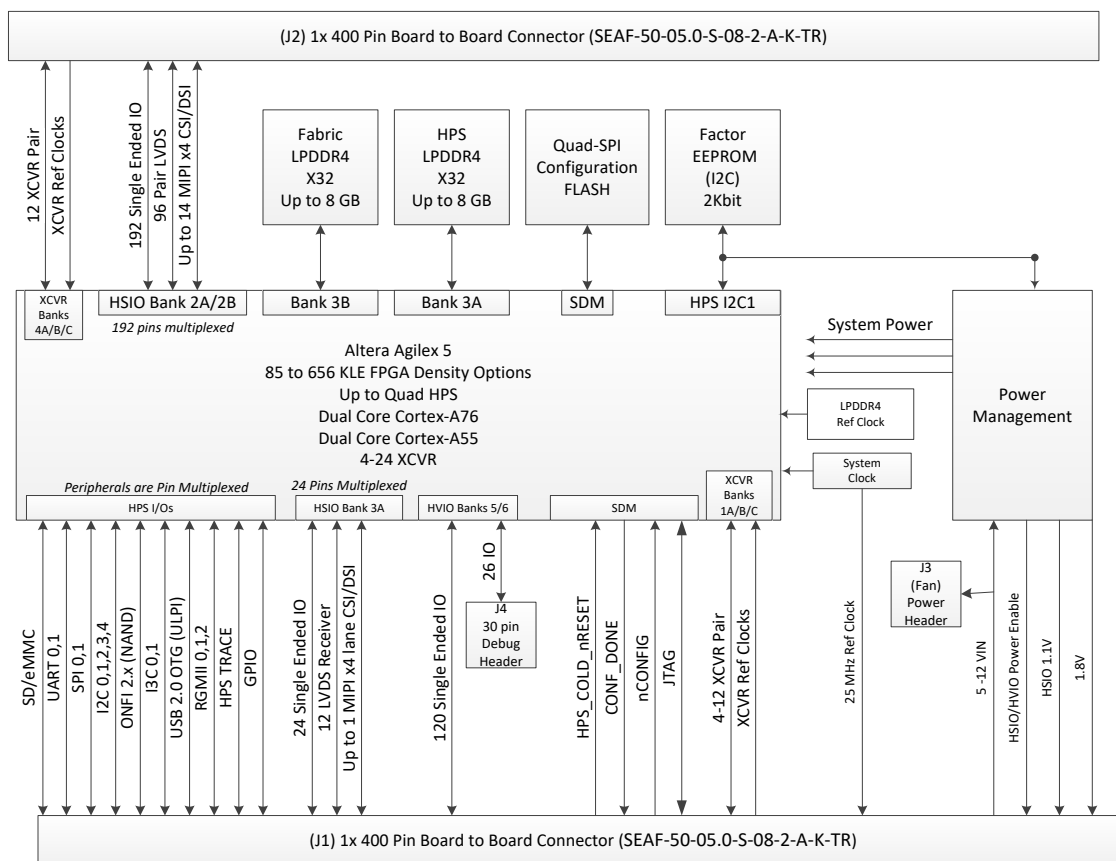 (J2) 1x 400 Pin Board to Board Connector (SEAF-50-05.0-S-08-2-A-K-TR)
12 XCVR Pair
XCVR Ref Clocks
192 Single Ended IO
96 Pair LVDS
Up to 14 MIPI x4 CSI/DSI
Fabric
LPDDR4
X32
Up to 8 GB
HPS
LPDDR4
X32
Up to 8 GB
Quad-SPI
Configuration
FLASH
Factor
EEPROM
(I2C)
2Kbit
XCVR
Banks
4A/B/C
HSIO Bank 2A/2B
192 pins multiplexed
Bank 3B
Bank 3A
SDM
HPS I2C1
System Power
Power
Management
Altera Agilex 5
85 to 656 KLE FPGA Density Options
Up to Quad HPS
Dual Core Cortex-A76
Dual Core Cortex-A55
4-24 XCVR
LPDDR4
Ref Clock
System
Clock
Peripherals are Pin Multiplexed
HPS I/Os
24 Pins Multiplexed
HSIO Bank 3A
HVIO Banks 5/6
SDM
XCVR
Banks
1A/B/C
SD/eMMC
UART 0,1
SPI 0,1
I2C 0,1,2,3,4
ONFI 2.x (NAND)
I3C 0,1
USB 2.0 OTG (ULPI)
RGMII 0,1,2
HPS TRACE
GPIO
24 Single Ended IO
12 LVDS Receiver
Up to 1 MIPI x4 lane CSI/DSI
120 Single Ended IO
26 IO
J4
30 pin
Debug
Header
HPS_COLD_nRESET
CONF_DONE
nCONFIG
JTAG
4-12 XCVR Pair
XCVR Ref Clocks
25 MHz Ref Clock
J3
(Fan)
Power
Header
5 -12 VIN
HSIO/HVIO Power Enable
HSIO 1.1V
1.8V
(J1) 1x 400 Pin Board to Board Connector (SEAF-50-05.0-S-08-2-A-K-TR)